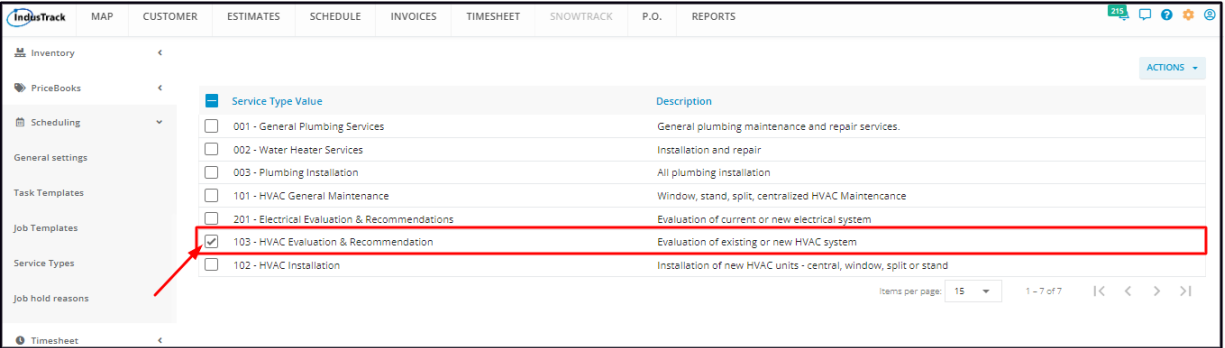 IndusTrack MAP CUSTOMER ESTIMATES SCHEDULE INVOICES TIMESHEET SNOWTRACK P.O. REPORTS 215
Inventory
ACTIONS
PriceBooks
Service Type Value Description
Scheduling
001 - General Plumbing Services General plumbing maintenance and repair services.
002 - Water Heater Services Installation and repair
General settings
003 - Plumbing Installation All plumbing installation
Task Templates
101 - HVAC General Maintenance Window, stand, split, centralized HVAC Maintencance
201 - Electrical Evaluation & Recommendations Evaluation of current or new electrical system
Job Templates
103 - HVAC Evaluation & Recommendation Evaluation of existing or new HVAC system
Service Types
102 - HVAC Installation Installation of new HVAC units - central, window, split or stand
Items per page: 15 1 – 7 of 7
Job hold reasons
Timesheet